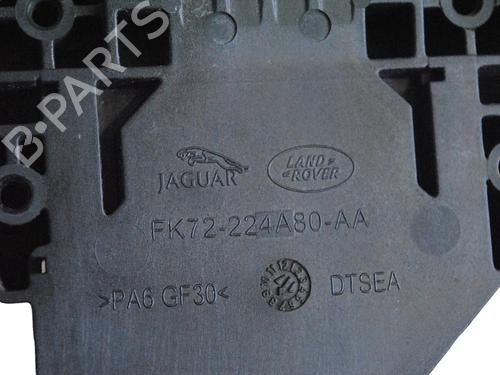 B-PARTS
JAGUAR
LAND
ROVER
FK72-224A80-AA
>PA6 GF30<
DTSEA